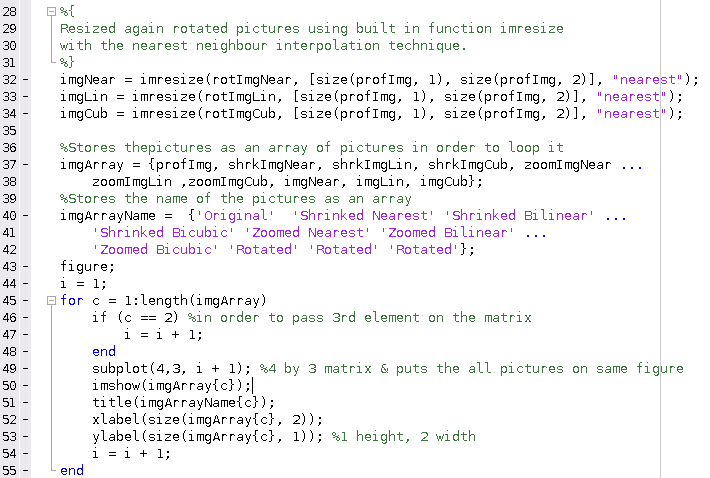 28 %{
29 Resized again rotated pictures using built in function imresize
30 with the nearest neighbour interpolation technique.
31 %}
32 imgNear = imresize(rotImgNear, [size(profImg, 1), size(profImg, 2)], "nearest");
33 imgLin = imresize(rotImgLin, [size(profImg, 1), size(profImg, 2)], "nearest");
34 imgCub = imresize(rotImgCub, [size(profImg, 1), size(profImg, 2)], "nearest");
35
36 %Stores thepictures as an array of pictures in order to loop it
37 imgArray = {profImg, shrkImgNear, shrkImgLin, shrkImgCub, zoomImgNear ...
38 zoomImgLin ,zoomImgCub, imgNear, imgLin, imgCub};
39 %Stores the name of the pictures as an array
40 imgArrayName =  {'Original'  'Shrinked Nearest' 'Shrinked Bilinear' ...
41 'Shrinked Bicubic' 'Zoomed Nearest' 'Zoomed Bilinear' ...
42 'Zoomed Bicubic' 'Rotated' 'Rotated' 'Rotated'};
43 figure;
44 i = 1;
45 for c = 1:length(imgArray)
46 if (c == 2) %in order to pass 3rd element on the matrix
47 i = i + 1;
48 end
49 subplot(4,3, i + 1); %4 by 3 matrix & puts the all pictures on same figure
50 imshow(imgArray{c});
51 title(imgArrayName{c});
52 xlabel(size(imgArray{c}, 2));
53 ylabel(size(imgArray{c}, 1)); %1 height, 2 width
54 i = i + 1;
55 end